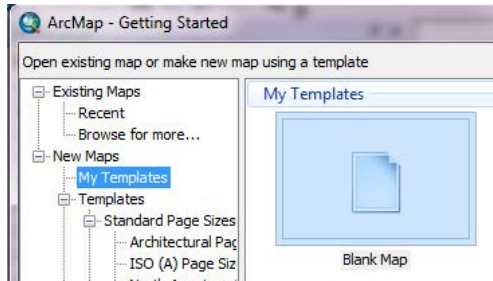 ArcMap - Getting Started
Open existing map or make new map using a template
Existing Maps
Recent
Browse for more...
New Maps
My Templates
Templates
Standard Page Sizes
Architectural Pag
ISO (A) Page Siz
My Templates
Blank Map